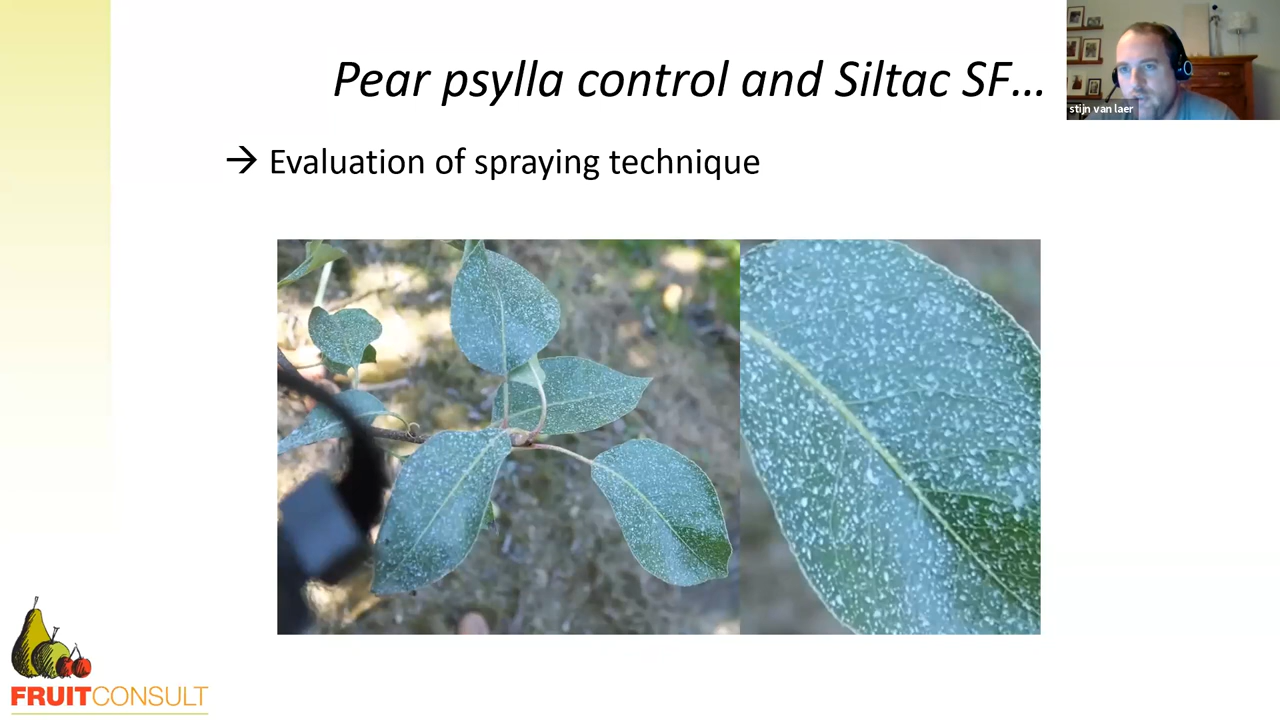 Pear psylla control and Siltac SF...
stijn van laer
→ Evaluation of spraying technique
FRUITCONSULT